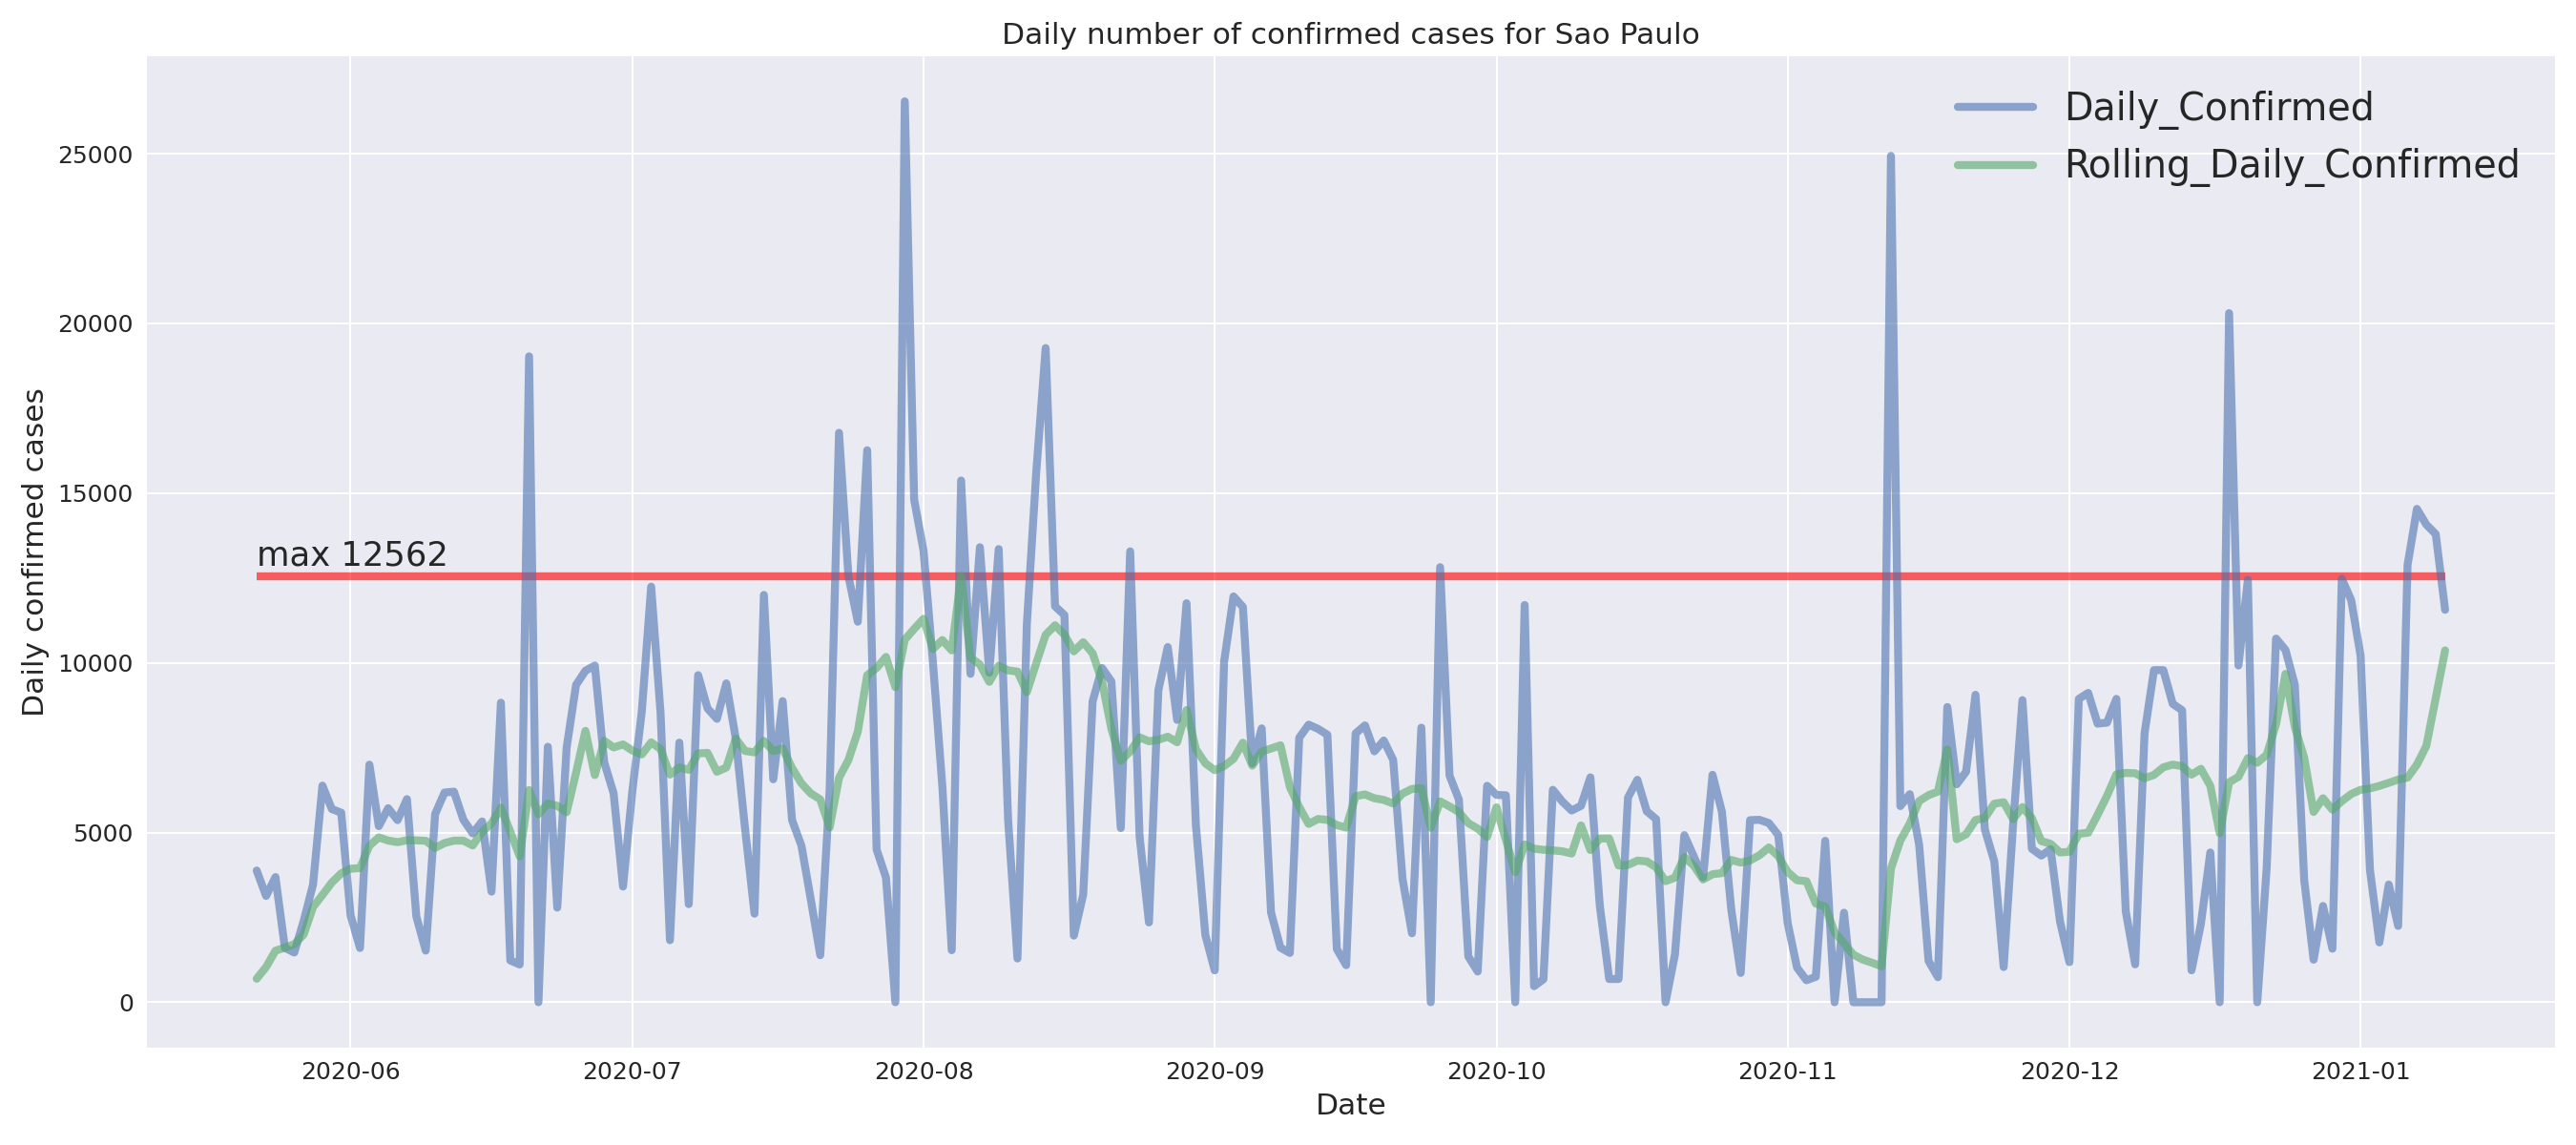 Daily number of confirmed cases for Sao Paulo
Daily_Confirmed
Rolling_Daily_Confirmed
25000
20000
15000
10000
5000
0
Daily confirmed cases
max 12562
2020-06
2020-07
2020-08
2020-09
2020-10
2020-11
2020-12
2021-01
Date